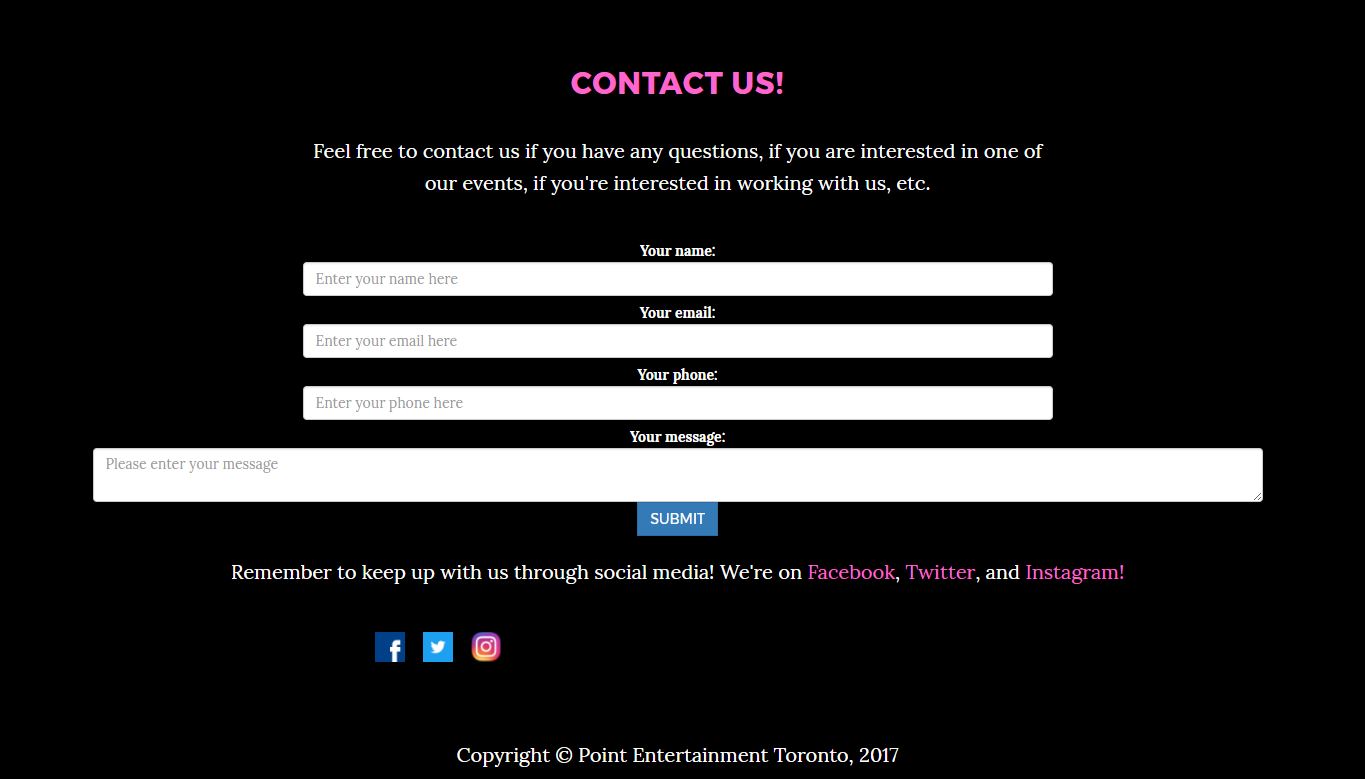 CONTACT US!
Feel free to contact us if you have any questions, if you are interested in one of
our events, if you're interested in working with us, etc.
Your name:
Enter your name here
Your email:
Enter your email here
Your phone:
Enter your phone here
Your message:
Please enter your message
SUBMIT
Remember to keep up with us through social media! We're on Facebook, Twitter, and Instagram!
Copyright © Point Entertainment Toronto, 2017